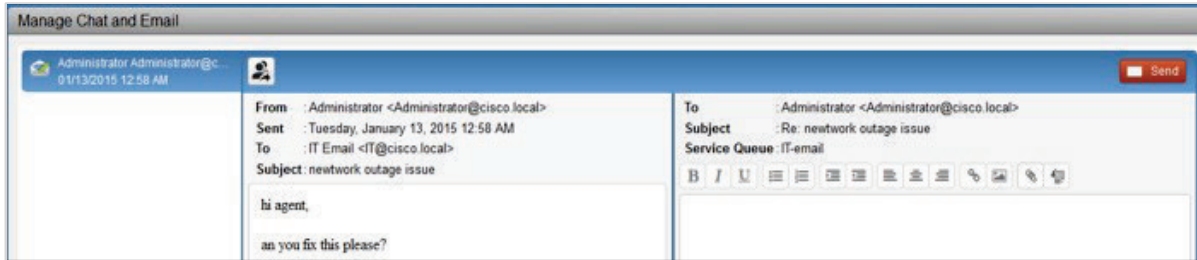 Manage Chat and Email
Administrator Administrator@c...
01/13/2015 12:58 AM
Send
From : Administrator <Administrator@cisco.local>
Sent : Tuesday, January 13, 2015 12:58 AM
To : IT Email <IT@cisco.local>
Subject : newtwork outage issue
hi agent,
an you fix this please?
To : Administrator <Administrator@cisco.local>
Subject : Re: newtwork outage issue
Service Queue : IT-email
B I U